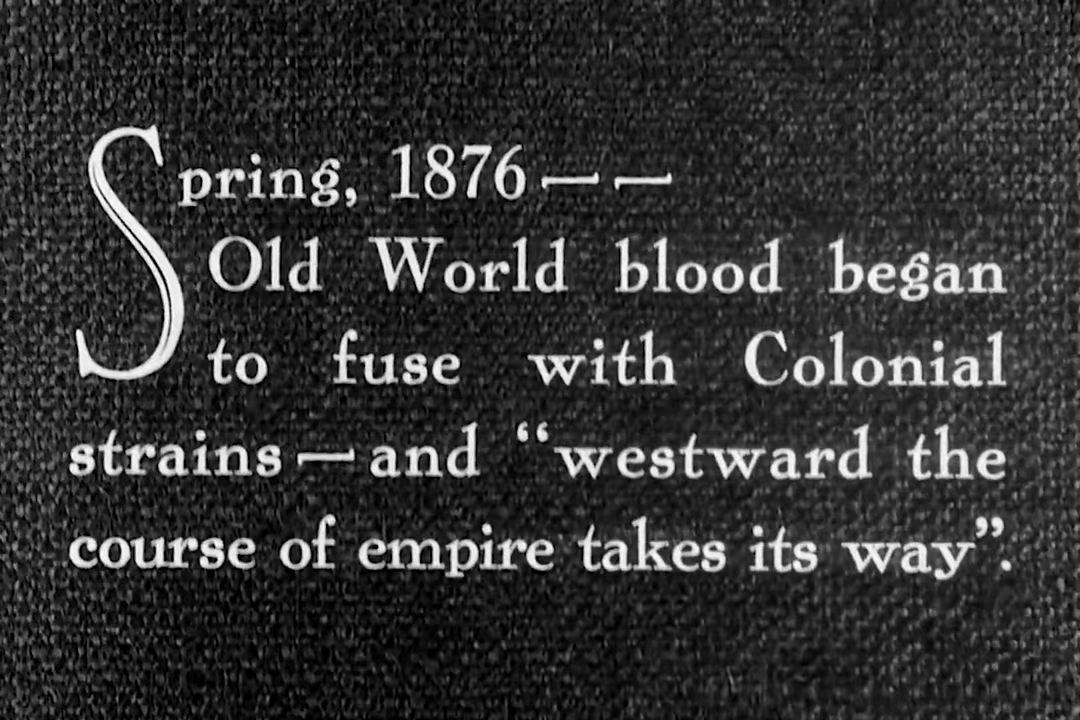 Spring, 1876——
Old World blood began
to fuse with Colonial
strains—and “westward the
course of empire takes its way”.